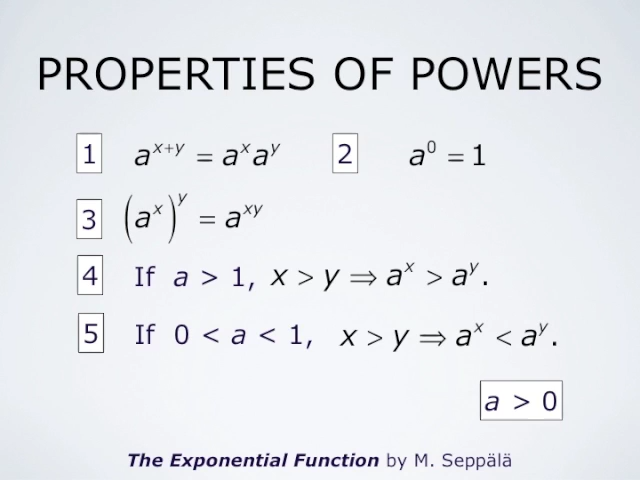 PROPERTIES OF POWERS
1 a^{x+y} = a^x a^y 2 a^0 = 1
3 (a^x)^y = a^{xy}
4 If a > 1, x > y ⇒ a^x > a^y.
5 If 0 < a < 1, x > y ⇒ a^x < a^y.
a > 0
The Exponential Function by M. Seppälä